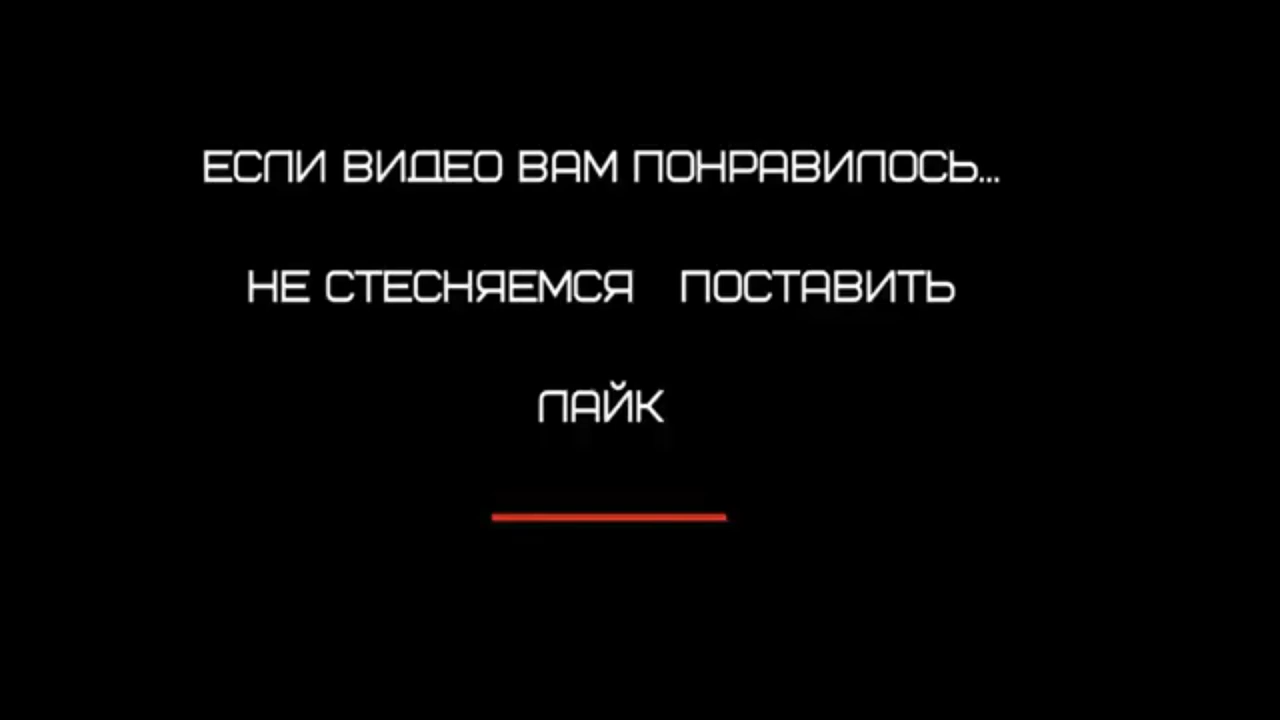 ЕСЛИ ВИДЕО ВАМ ПОНРАВИЛОСЬ...
НЕ СТЕСНЯЕМСЯ ПОСТАВИТЬ
ЛАЙК